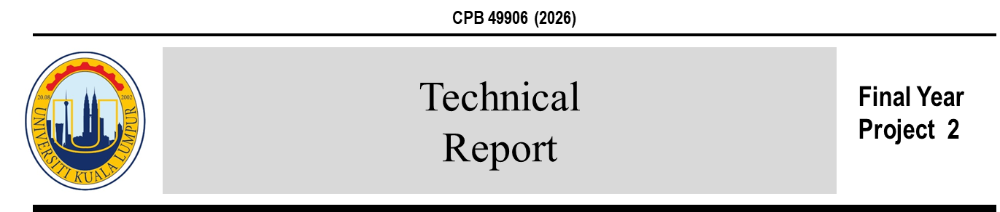 CPB 49906 (2026)
20.08
2002
UNIVERSITI KUALA LUMPUR
Technical
Report
Final Year
Project 2